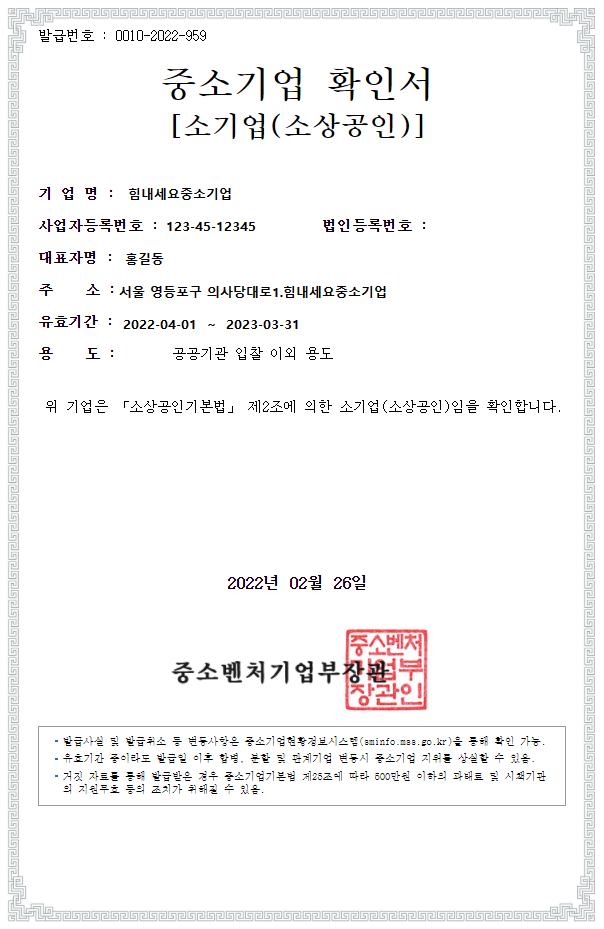 발급번호 : 0010-2022-959
중소기업 확인서
[소기업(소상공인)]
기 업 명 : 힘내세요중소기업
사업자등록번호 : 123-45-12345 법인등록번호 :
대표자명 : 홍길동
주 소 : 서울 영등포구 의사당대로1.힘내세요중소기업
유효기간 : 2022-04-01 ~ 2023-03-31
용 도 : 공공기관 입찰 이외 용도
위 기업은 「소상공인기본법」 제2조에 의한 소기업(소상공인)임을 확인합니다.
2022년 02월 26일
중소벤처기업부장관
중소벤처
기업부
장관인
- 발급사실 및 발급취소 등 변동사항은 중소기업현황정보시스템(sminfo.mss.go.kr)을 통해 확인 가능.
- 유효기간 중이라도 발급일 이후 합병, 분할 및 관계기업 변동시 중소기업 지위를 상실할 수 있음.
- 거짓 자료를 통해 발급받은 경우 중소기업기본법 제28조에 따라 500만원 이하의 과태료 및 시책기관
의 지원무효 등의 조치가 취해질 수 있음.